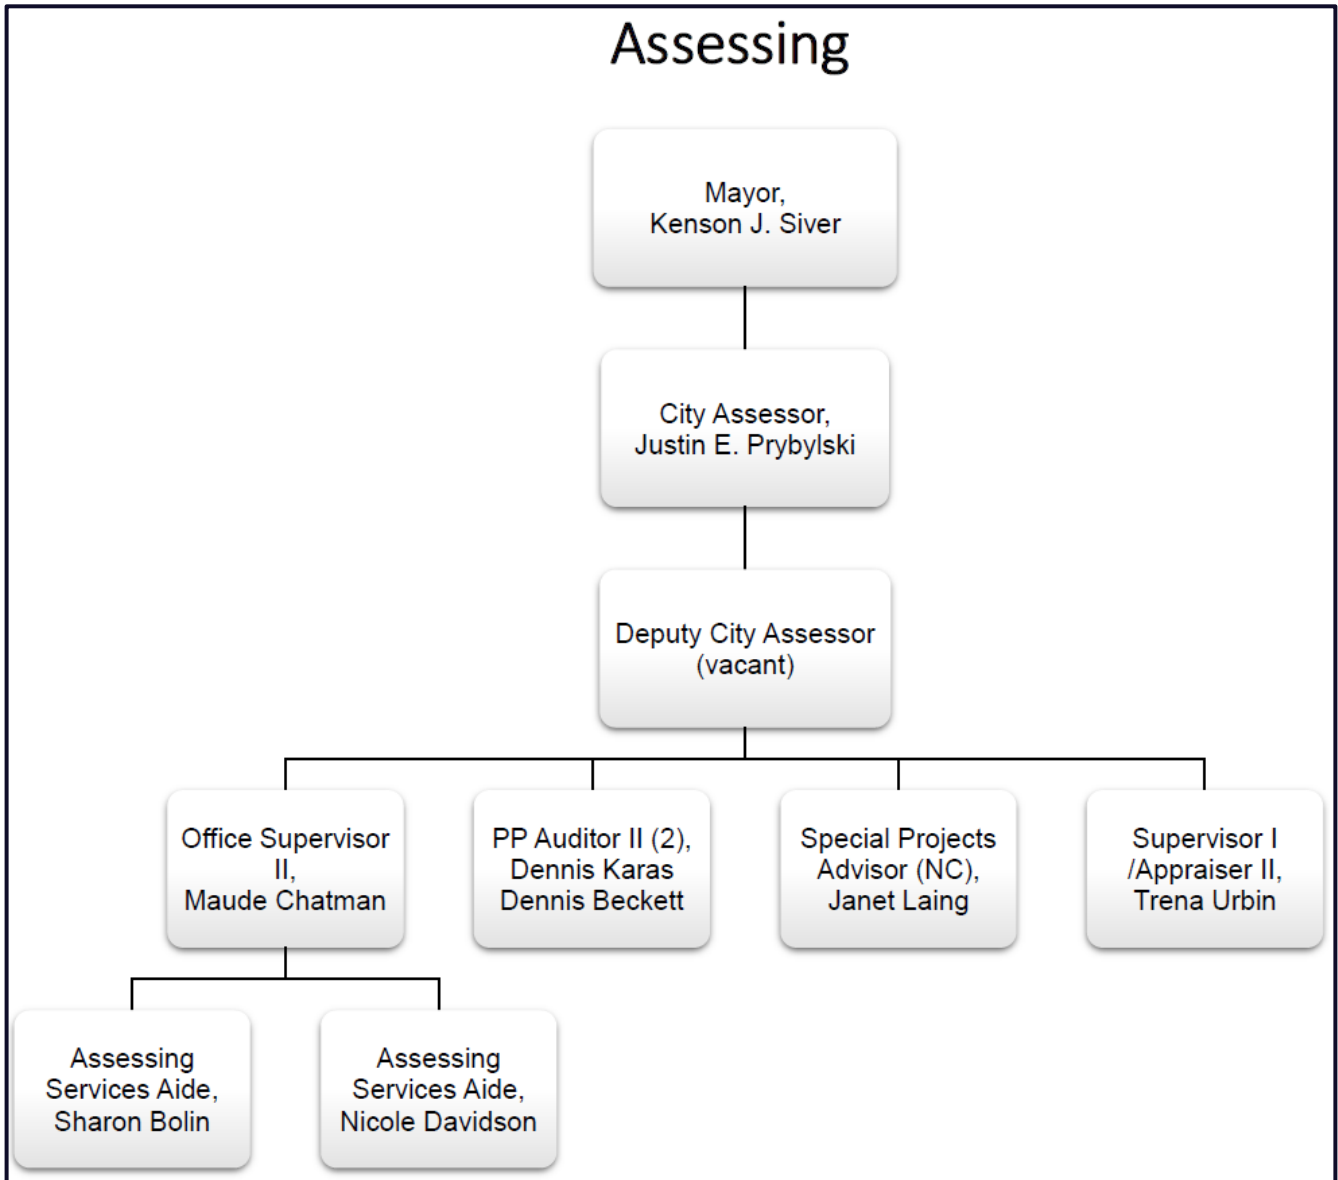 Assessing
Mayor,
Kenson J. Siver
City Assessor,
Justin E. Prybylski
Deputy City Assessor
(vacant)
Office Supervisor
II,
Maude Chatman
PP Auditor II (2),
Dennis Karas
Dennis Beckett
Special Projects
Advisor (NC),
Janet Laing
Supervisor I
/Appraiser II,
Trena Urbin
Assessing
Services Aide,
Sharon Bolin
Assessing
Services Aide,
Nicole Davidson